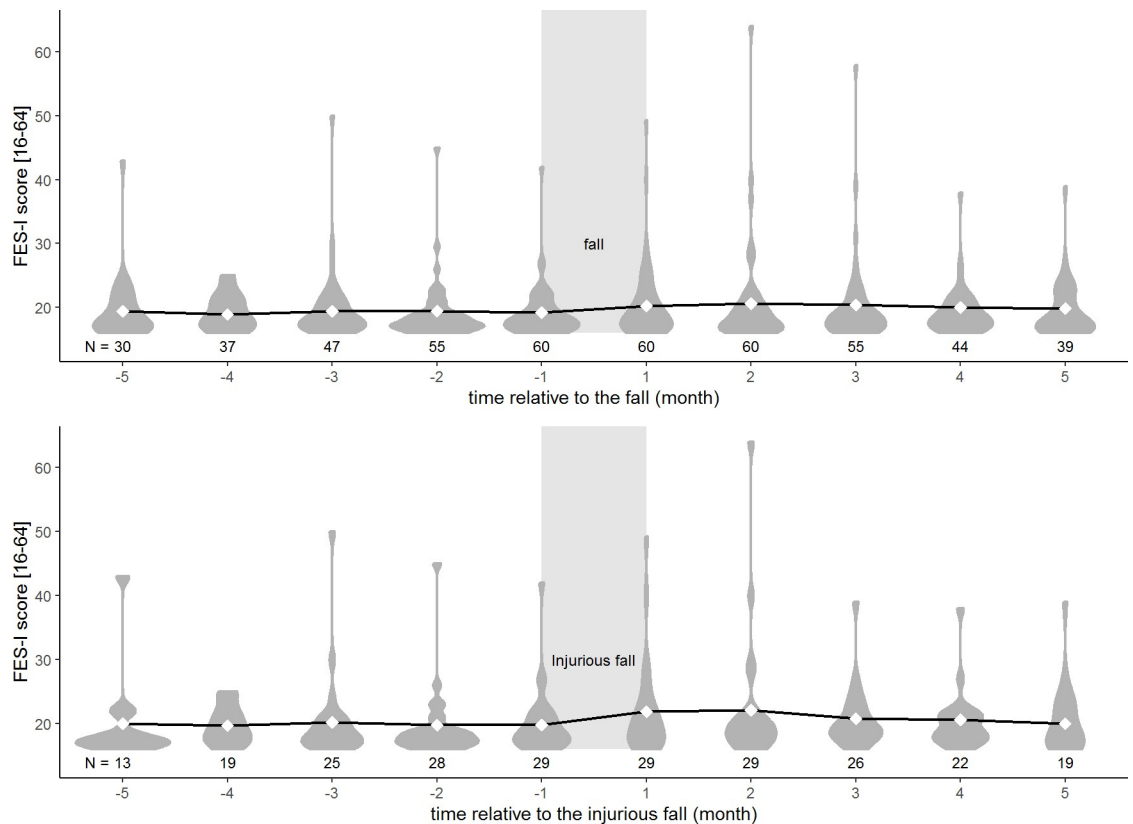 FES-I score [16-64]
60
50
40
30
20
fall
N = 30 37 47 55 60 60 60 55 44 39
-5 -4 -3 -2 -1 1 2 3 4 5
time relative to the fall (month)
FES-I score [16-64]
60
50
40
30
20
Injurious fall
N = 13 19 25 28 29 29 29 26 22 19
-5 -4 -3 -2 -1 1 2 3 4 5
time relative to the injurious fall (month)